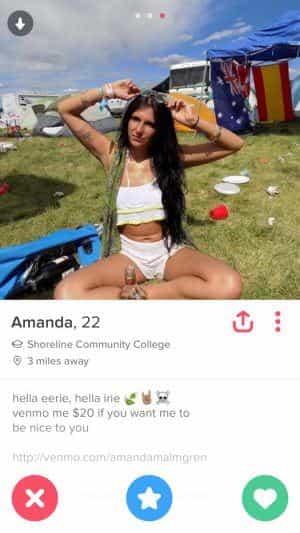 Amanda, 22
Shoreline Community College
3 miles away
hella eerie, hella irie 🌿🤘🏽☠️
venmo me $20 if you want me to
be nice to you
http://venmo.com/amandamalmgren